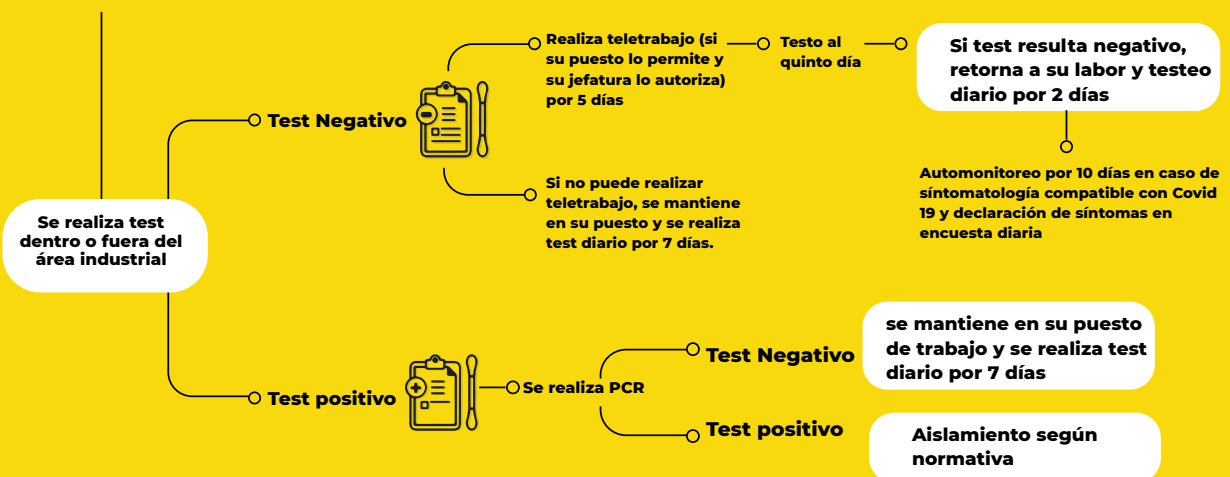 Se realiza test
dentro o fuera del
área industrial
Test Negativo
Realiza teletrabajo (si
su puesto lo permite y
su jefatura lo autoriza)
por 5 días
Testo al
quinto día
Si test resulta negativo,
retorna a su labor y testeo
diario por 2 días
Automonitoreo por 10 días en caso de
síntomatología compatible con Covid
19 y declaración de síntomas en
encuesta diaria
Si no puede realizar
teletrabajo, se mantiene
en su puesto y se realiza
test diario por 7 días.
Test positivo
Se realiza PCR
Test Negativo
se mantiene en su puesto
de trabajo y se realiza test
diario por 7 días
Test positivo
Aislamiento según
normativa